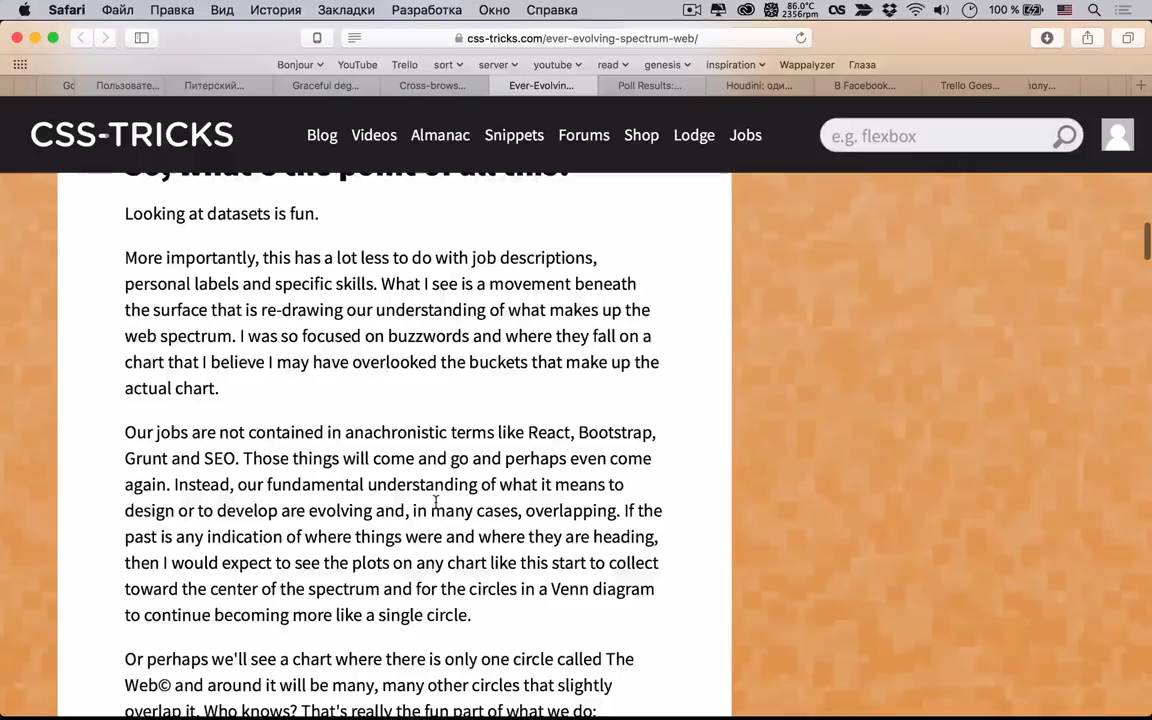 Safari Файл Правка Вид История Закладки Разработка Окно Справка 86.0°C 2356rpm 100 %
css-tricks.com/ever-evolving-spectrum-web/
Bonjour YouTube Trello sort server youtube read genesis inspiration Wappalyzer Глаза
Gc Пользовате... Питерский... Graceful deg... Cross-brows... Ever-Evolvin... Poll Results:... Houdini: оди... В Facebook... Trello Goes... полу...
CSS-TRICKS Blog Videos Almanac Snippets Forums Shop Lodge Jobs e.g. flexbox
So, what's the point of all this?
Looking at datasets is fun.
More importantly, this has a lot less to do with job descriptions,
personal labels and specific skills. What I see is a movement beneath
the surface that is re-drawing our understanding of what makes up the
web spectrum. I was so focused on buzzwords and where they fall on a
chart that I believe I may have overlooked the buckets that make up the
actual chart.
Our jobs are not contained in anachronistic terms like React, Bootstrap,
Grunt and SEO. Those things will come and go and perhaps even come
again. Instead, our fundamental understanding of what it means to
design or to develop are evolving and, in many cases, overlapping. If the
past is any indication of where things were and where they are heading,
then I would expect to see the plots on any chart like this start to collect
toward the center of the spectrum and for the circles in a Venn diagram
to continue becoming more like a single circle.
Or perhaps we'll see a chart where there is only one circle called The
Web© and around it will be many, many other circles that slightly
overlap it. Who knows? That's really the fun part of what we do: